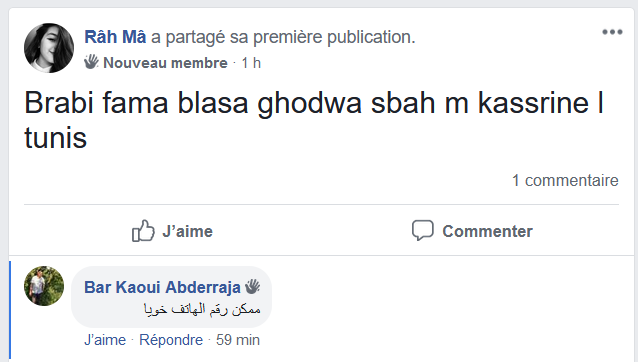 Râh Mâ a partagé sa première publication.
Nouveau membre · 1 h
Brabi fama blasa ghodwa sbah m kassrine l
tunis
1 commentaire
J’aime
Commenter
Bar Kaoui Abderraja
ممكن رقم الهاتف خويا
J’aime · Répondre · 59 min